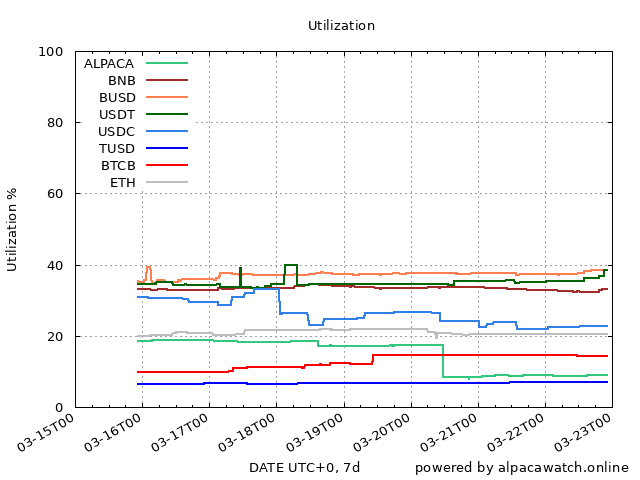 Utilization
100
80
60
40
20
0
Utilization %
ALPACA
BNB
BUSD
USDT
USDC
TUSD
BTCB
ETH
03-15T00
03-16T00
03-17T00
03-18T00
03-19T00
03-20T00
03-21T00
03-22T00
03-23T00
DATE UTC+0, 7d
powered by alpacawatch.online